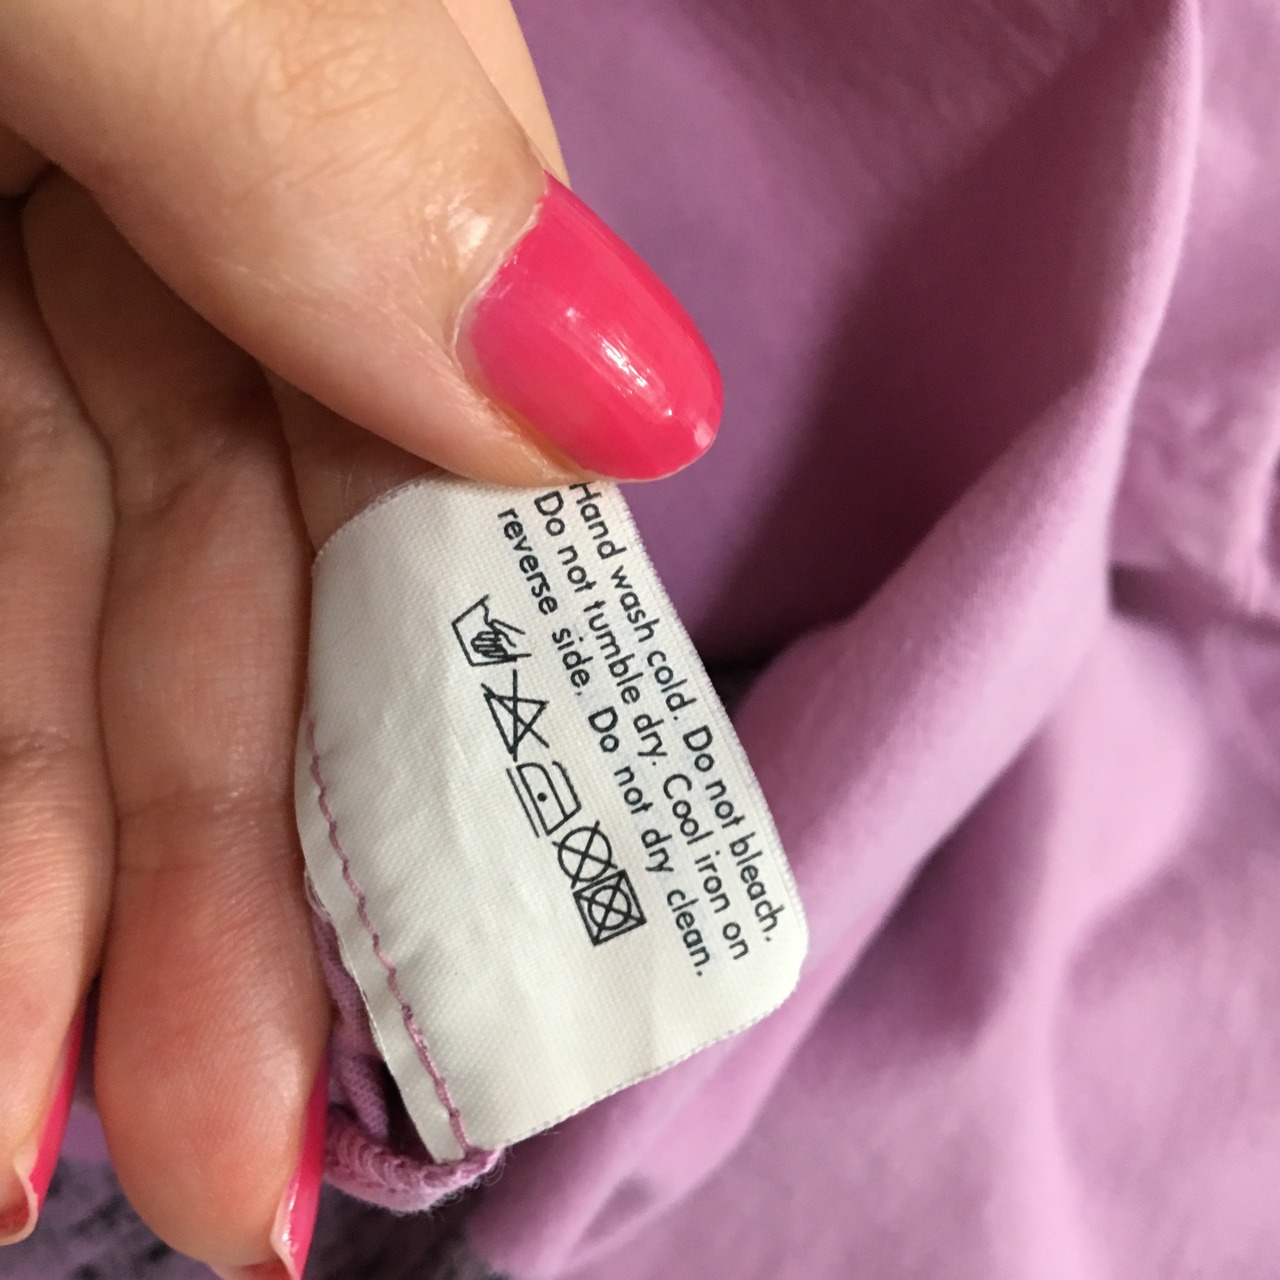 Hand wash cold. Do not bleach.
Do not tumble dry. Cool iron on
reverse side. Do not dry clean.